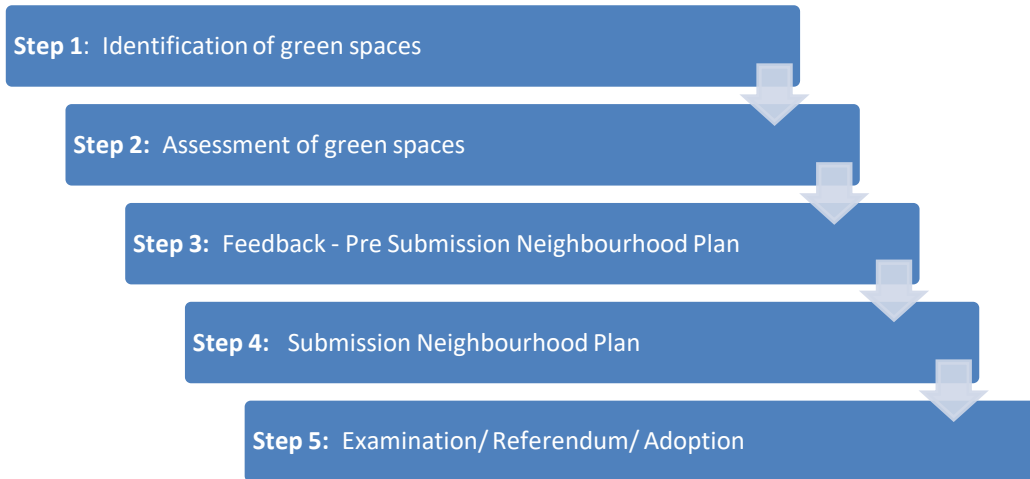 Step 1: Identification of green spaces
Step 2: Assessment of green spaces
Step 3: Feedback - Pre Submission Neighbourhood Plan
Step 4: Submission Neighbourhood Plan
Step 5: Examination/ Referendum/ Adoption